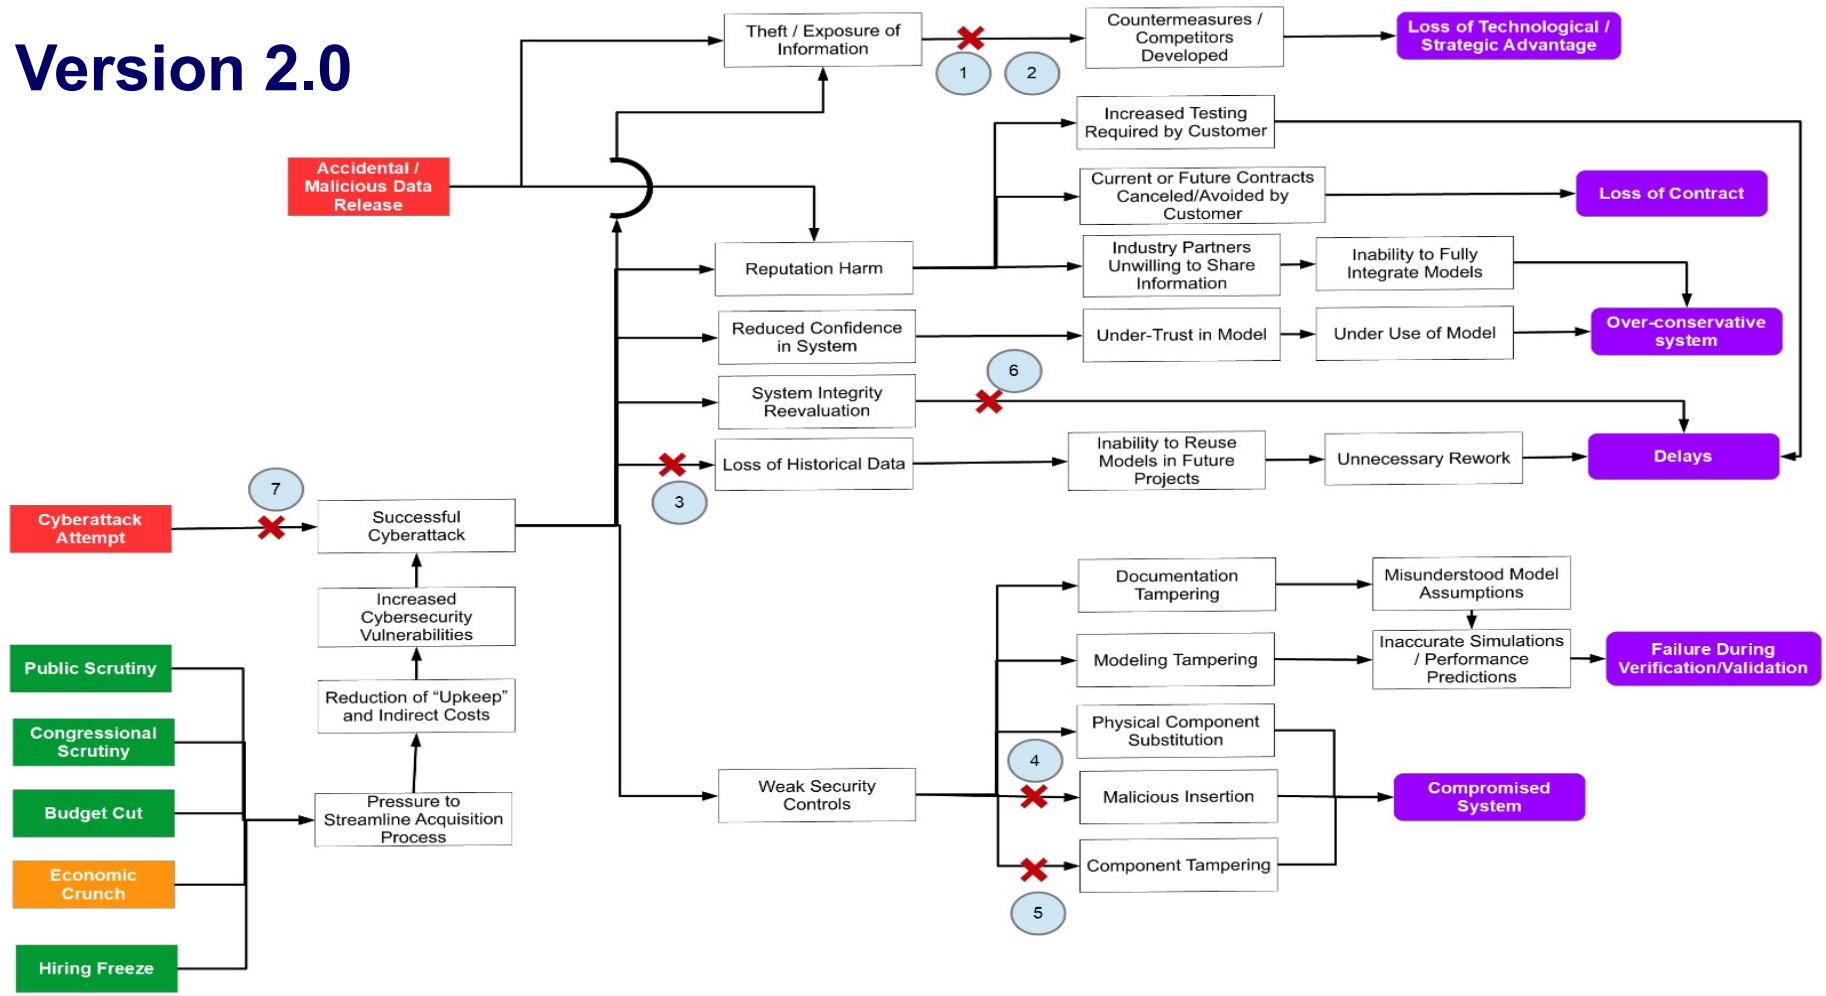 Version 2.0
Theft / Exposure of
Information
1
2
Countermeasures /
Competitors
Developed
Loss of Technological /
Strategic Advantage
Accidental /
Malicious Data
Release
Increased Testing
Required by Customer
Current or Future Contracts
Canceled/Avoided by
Customer
Loss of Contract
Reputation Harm
Industry Partners
Unwilling to Share
Information
Inability to Fully
Integrate Models
Reduced Confidence
in System
Under-Trust in Model
Under Use of Model
Over-conservative
system
System Integrity
Reevaluation
6
3
Loss of Historical Data
Inability to Reuse
Models in Future
Projects
Unnecessary Rework
Delays
Cyberattack
Attempt
7
Successful
Cyberattack
Increased
Cybersecurity
Vulnerabilities
Reduction of “Upkeep”
and Indirect Costs
Pressure to
Streamline Acquisition
Process
Public Scrutiny
Congressional
Scrutiny
Budget Cut
Economic
Crunch
Hiring Freeze
Weak Security
Controls
Documentation
Tampering
Misunderstood Model
Assumptions
Modeling Tampering
Inaccurate Simulations
/ Performance
Predictions
Failure During
Verification/Validation
Physical Component
Substitution
4
Malicious Insertion
Compromised
System
Component Tampering
5